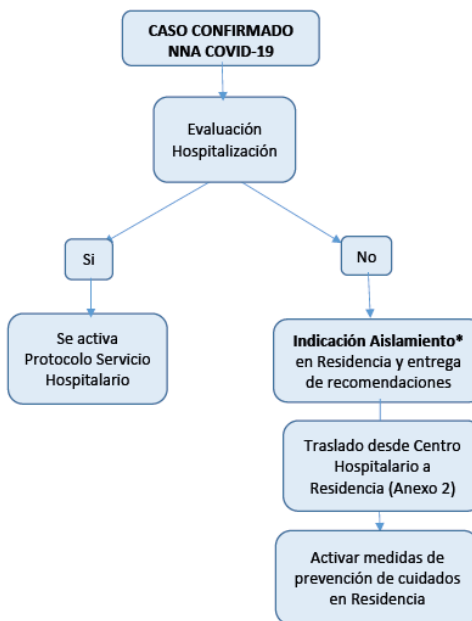 CASO CONFIRMADO
NNA COVID-19
Evaluación
Hospitalización
Si
No
Se activa
Protocolo Servicio
Hospitalario
Indicación Aislamiento*
en Residencia y entrega
de recomendaciones
Traslado desde Centro
Hospitalario a
Residencia (Anexo 2)
Activar medidas de
prevención de cuidados
en Residencia